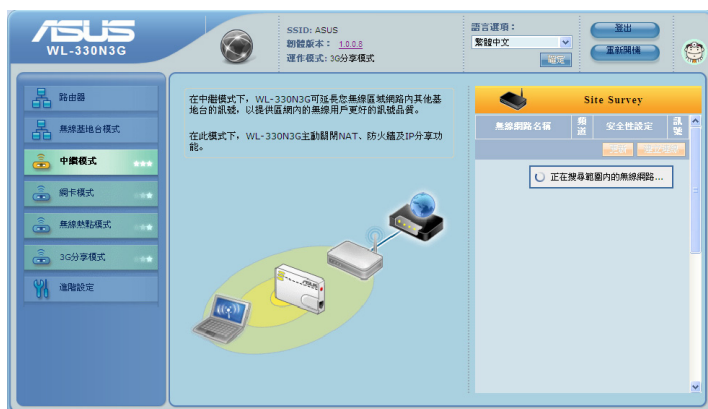 ASUS
WL-330N3G
SSID: ASUS
韌體版本： 1.0.0.8
運作模式: 3G分享模式
語言選項：
繁體中文
設定
登出
重新開機
路由器
無線基地台模式
中繼模式
網卡模式
無線熱點模式
3G分享模式
進階設定
在中繼模式下，WL-330N3G可延長您無線區域網路內其他基
地台的訊號，以提供區網內的無線用戶更好的訊號品質。
在此模式下，WL-330N3G主動關閉NAT、防火牆及IP分享功
能。
Site Survey
無線網路名稱
頻道
安全性設定
訊號
正在搜尋範圍內的無線網路...